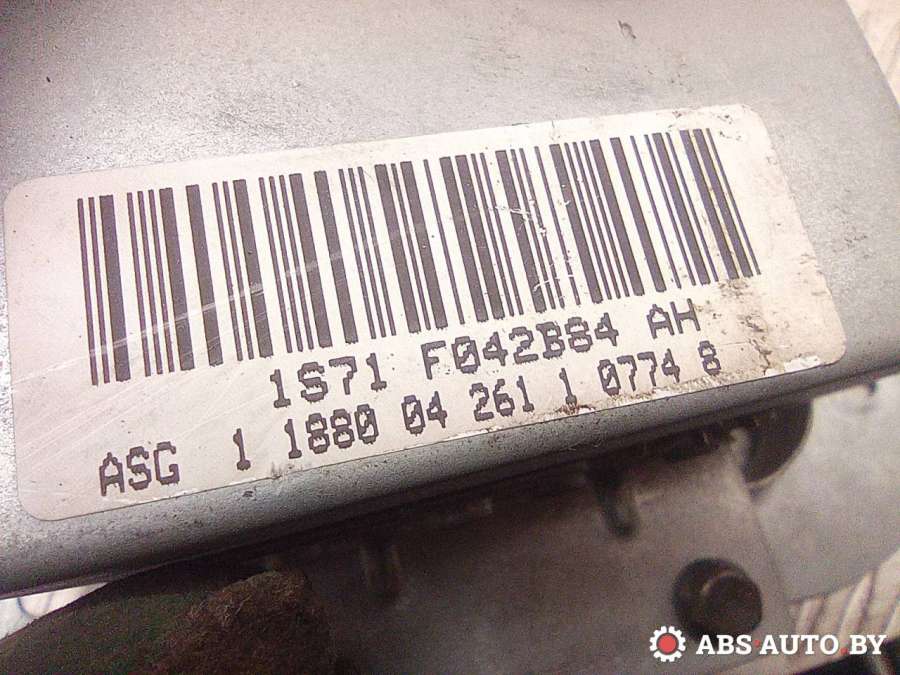 1S71 F042B84 AH
ASG 1 1880 04 261 1 0774 8
ABS-AUTO.BY